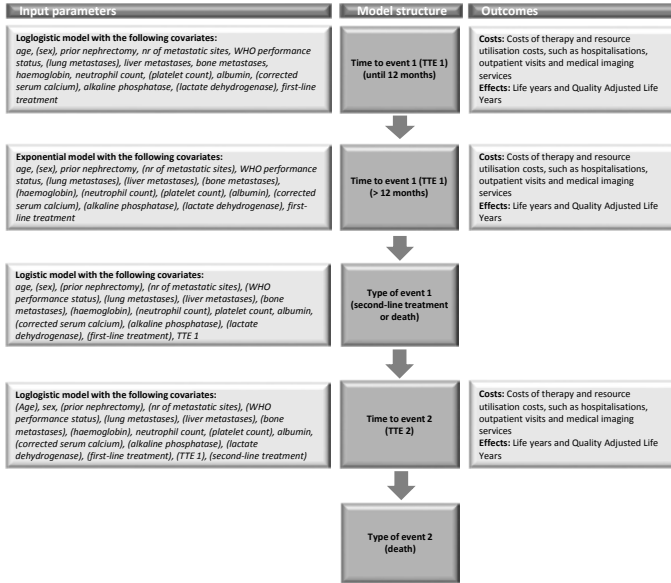 Input parameters
Model structure
Outcomes
Loglogistic model with the following covariates:
age, (sex), prior nephrectomy, nr of metastatic sites, WHO performance
status, (lung metastases), liver metastases, bone metastases,
haemoglobin, neutrophil count, (platelet count), albumin, (corrected
serum calcium), alkaline phosphatase, (lactate dehydrogenase), first-line
treatment
Time to event 1 (TTE 1)
(until 12 months)
Costs: Costs of therapy and resource
utilisation costs, such as hospitalisations,
outpatient visits and medical imaging
services
Effects: Life years and Quality Adjusted Life
Years
Exponential model with the following covariates:
age, (sex), prior nephrectomy, (nr of metastatic sites), WHO performance
status, (lung metastases), (liver metastases), (bone metastases),
(haemoglobin), (neutrophil count), (platelet count), (albumin), (corrected
serum calcium), (alkaline phosphatase), (lactate dehydrogenase), first-
line treatment
Time to event 1 (TTE 1)
(> 12 months)
Costs: Costs of therapy and resource
utilisation costs, such as hospitalisations,
outpatient visits and medical imaging
services
Effects: Life years and Quality Adjusted Life
Years
Logistic model with the following covariates:
age, (sex), (prior nephrectomy), (nr of metastatic sites), (WHO
performance status), (lung metastases), (liver metastases), (bone
metastases), (haemoglobin), (neutrophil count), platelet count, albumin,
(corrected serum calcium), (alkaline phosphatase), (lactate
dehydrogenase), (first-line treatment), TTE 1
Type of event 1
(second-line treatment
or death)
Loglogistic model with the following covariates:
(Age), sex, (prior nephrectomy), (nr of metastatic sites), (WHO
performance status), (lung metastases), (liver metastases), (bone
metastases), (haemoglobin), neutrophil count, (platelet count), albumin,
(corrected serum calcium), (alkaline phosphatase), (lactate
dehydrogenase), (first-line treatment), (TTE 1), (second-line treatment)
Time to event 2
(TTE 2)
Costs: Costs of therapy and resource
utilisation costs, such as hospitalisations,
outpatient visits and medical imaging
services
Effects: Life years and Quality Adjusted Life
Years
Type of event 2
(death)